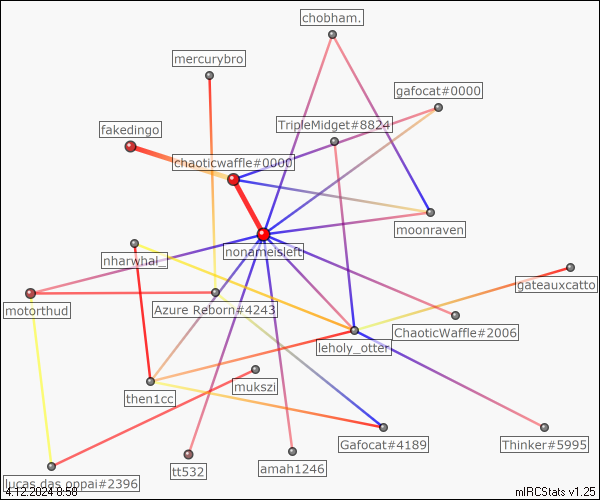 chobham.
mercurybro
gafocat#0000
TripleMidget#8824
fakedingo
chaoticwaffle#0000
moonraven
nharwhal_
nonameisleft
gateauxcatto
motorthud
Azure Reborn#4243
ChaoticWaffle#2006
leholy_otter
mukszi
then1cc
Gafocat#4189
Thinker#5995
tt532
amah1246
lucas das oppai#2396
4.12.2024 8:58
mIRCStats v1.25